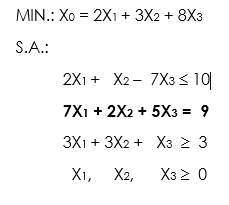 MIN.: X₀ = 2X₁ + 3X₂ + 8X₃
S.A.:
2X₁ + X₂ – 7X₃ ≤ 10
7X₁ + 2X₂ + 5X₃ = 9
3X₁ + 3X₂ + X₃ ≥ 3
X₁, X₂, X₃ ≥ 0